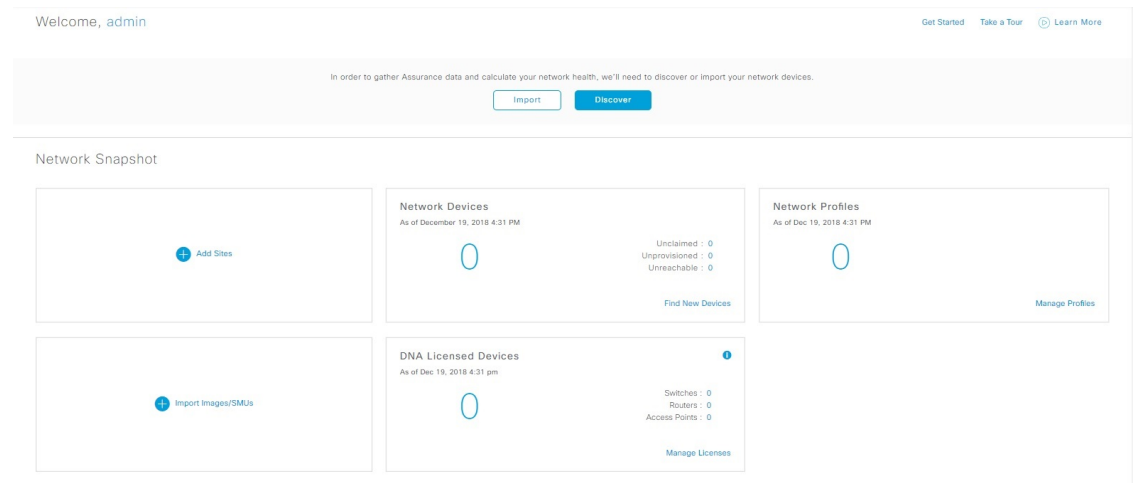 Welcome, admin
Get Started Take a Tour Learn More
In order to gather Assurance data and calculate your network health, we'll need to discover or import your network devices.
Import Discover
Network Snapshot
Add Sites
Network Devices
As of December 19, 2018 4:31 PM
0
Unclaimed : 0
Unprovisioned : 0
Unreachable : 0
Find New Devices
Network Profiles
As of Dec 19, 2018 4:31 PM
0
Manage Profiles
Import Images/SMUs
DNA Licensed Devices
As of Dec 19, 2018 4:31 pm
0
Switches : 0
Routers : 0
Access Points : 0
Manage Licenses